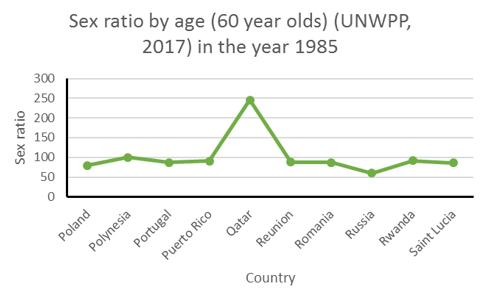 Sex ratio by age (60 year olds) (UNWPP,
2017) in the year 1985
300
250
200
150
100
50
0
Sex ratio
Poland
Polynesia
Portugal
Puerto Rico
Qatar
Reunion
Romania
Russia
Rwanda
Saint Lucia
Country